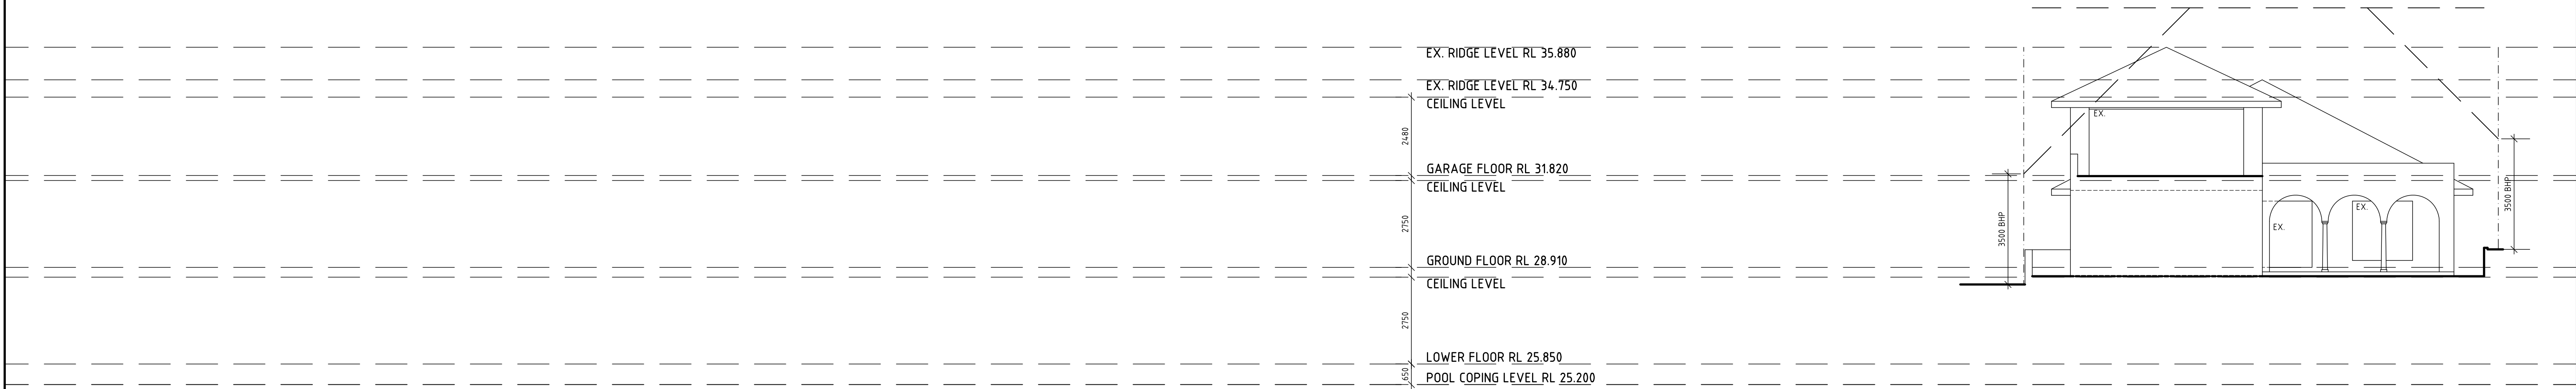 EX. RIDGE LEVEL RL 35.880
EX. RIDGE LEVEL RL 34.750
CEILING LEVEL
2480
GARAGE FLOOR RL 31.820
CEILING LEVEL
2750
GROUND FLOOR RL 28.910
CEILING LEVEL
2750
LOWER FLOOR RL 25.850
650
POOL COPING LEVEL RL 25.200
EX.
3500 BHP
EX.
EX.
3500 BHP